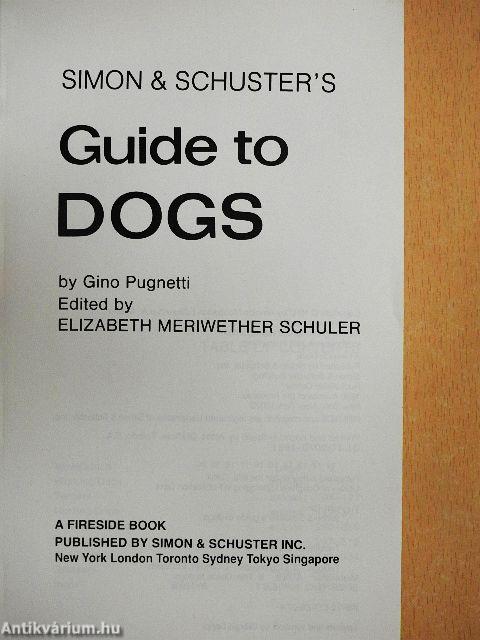 SIMON & SCHUSTER'S
Guide to
DOGS
by Gino Pugnetti
Edited by
ELIZABETH MERIWETHER SCHULER
A FIRESIDE BOOK
PUBLISHED BY SIMON & SCHUSTER INC.
New York London Toronto Sydney Tokyo Singapore
Antikvárium.hu